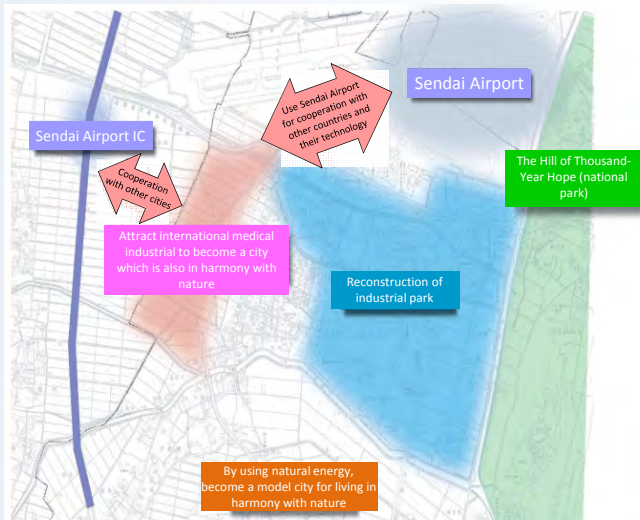 Sendai Airport
Use Sendai Airport
for cooperation with
other countries and
their technology
Sendai Airport IC
The Hill of Thousand-
Year Hope (national
park)
Cooperation
with other cities
Attract international medical
industrial to become a city
which is also in harmony with
nature
Reconstruction of
industrial park
By using natural energy,
become a model city for living in
harmony with nature